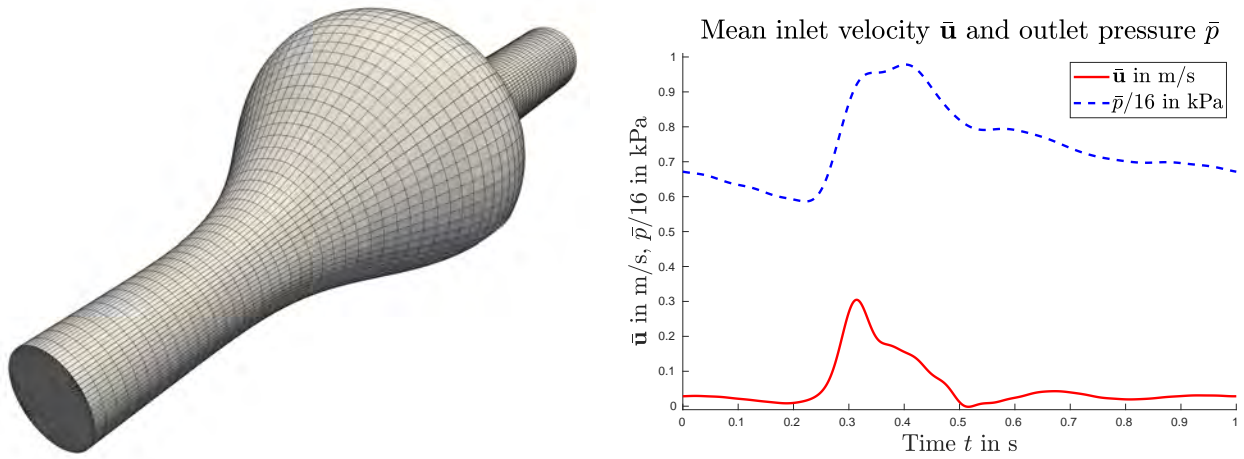 Mean inlet velocity ū and outlet pressure p̄
ū in m/s
p̄/16 in kPa
ū in m/s, p̄/16 in kPa
1
0.9
0.8
0.7
0.6
0.5
0.4
0.3
0.2
0.1
0
0 0.1 0.2 0.3 0.4 0.5 0.6 0.7 0.8 0.9 1
Time t in s